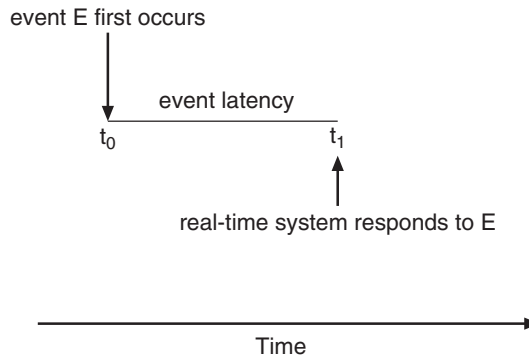 event E first occurs
event latency
t₀
t₁
real-time system responds to E
Time